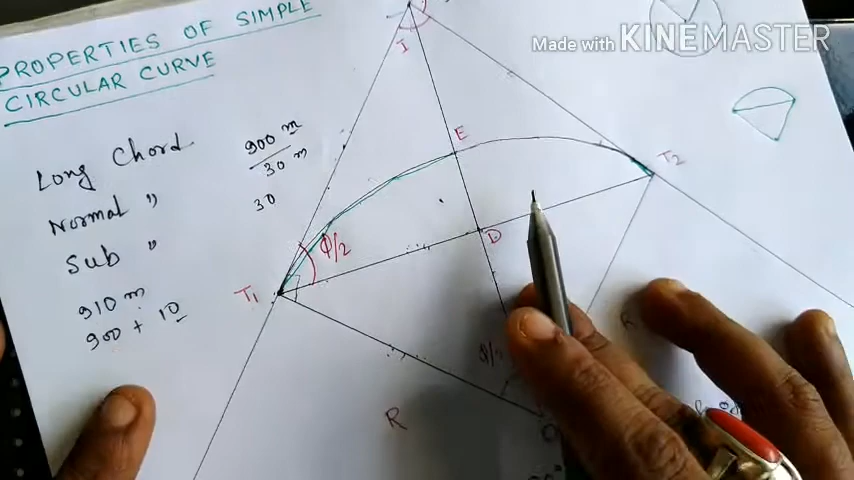 PROPERTIES OF SIMPLE
CIRCULAR CURVE
Made with KINEMASTER
I
E
T2
Long Chord 900 m
30 m
Normal " 30
Sub "
ϕ/2
D
T1
910 m
900 + 10
R
R